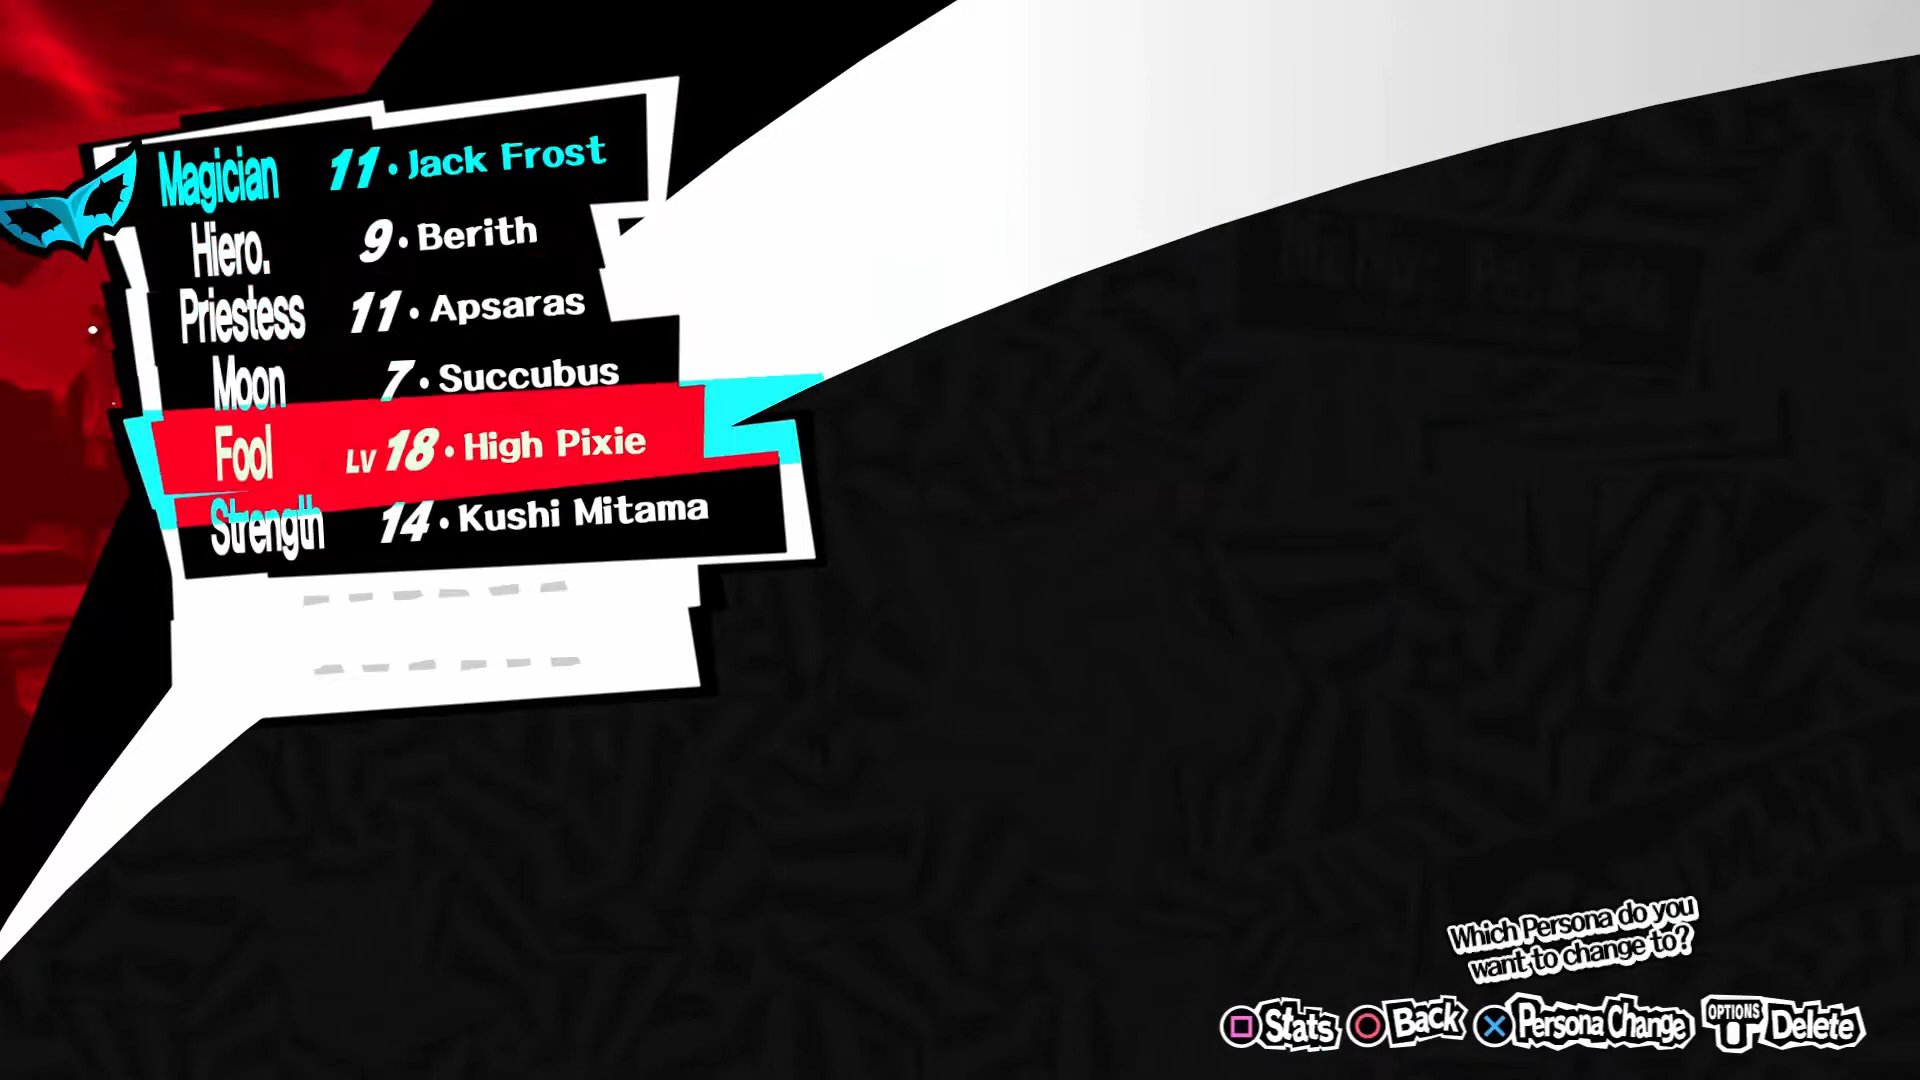 Magician 11 • Jack Frost
Hiero. 9 • Berith
Priestess 11 • Apsaras
Moon 7 • Succubus
Fool LV 18 • High Pixie
Strength 14 • Kushi Mitama
Which Persona do you
want to change to?
Stats Back Persona Change OPTIONS Delete